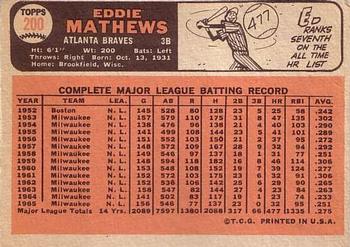 TOPPS
200
EDDIE
MATHEWS
ATLANTA BRAVES 3B
Ht: 6'1" Wt: 200 Bats: Left
Throws: Right Born: Oct. 13, 1931
Home: Brookfield, Wisc.
477
ED
RANKS
SEVENTH
ON THE
ALL TIME
HR LIST
COMPLETE MAJOR LEAGUE BATTING RECORD
YEAR TEAM LEA G AB R H 2B 3B HR RBI AVG.
1952 Boston N.L. 145 528 80 128 23 5 25 58 .242
1953 Milwaukee N.L. 157 579 110 175 31 8 47 135 .302
1954 Milwaukee N.L. 138 476 96 138 21 4 40 103 .290
1955 Milwaukee N.L. 141 499 108 144 23 5 41 101 .289
1956 Milwaukee N.L. 151 552 103 150 21 2 37 95 .272
1957 Milwaukee N.L. 148 572 109 167 28 9 32 94 .292
1958 Milwaukee N.L. 149 546 97 137 18 1 31 77 .251
1959 Milwaukee N.L. 148 594 118 182 16 8 46 114 .306
1960 Milwaukee N.L. 153 548 108 152 19 7 39 124 .277
1961 Milwaukee N.L. 152 572 103 175 23 6 32 91 .306
1962 Milwaukee N.L. 152 536 106 142 25 6 29 90 .265
1963 Milwaukee N.L. 158 547 82 144 27 4 23 84 .263
1964 Milwaukee N.L. 141 502 83 117 19 1 23 74 .233
1965 Milwaukee N.L. 156 546 77 137 23 0 32 95 .251
Major League Totals 14 Yrs. 2089 7597 1380 2088 317 66 477 1335 .275
©T.C.G. PRINTED IN U.S.A.